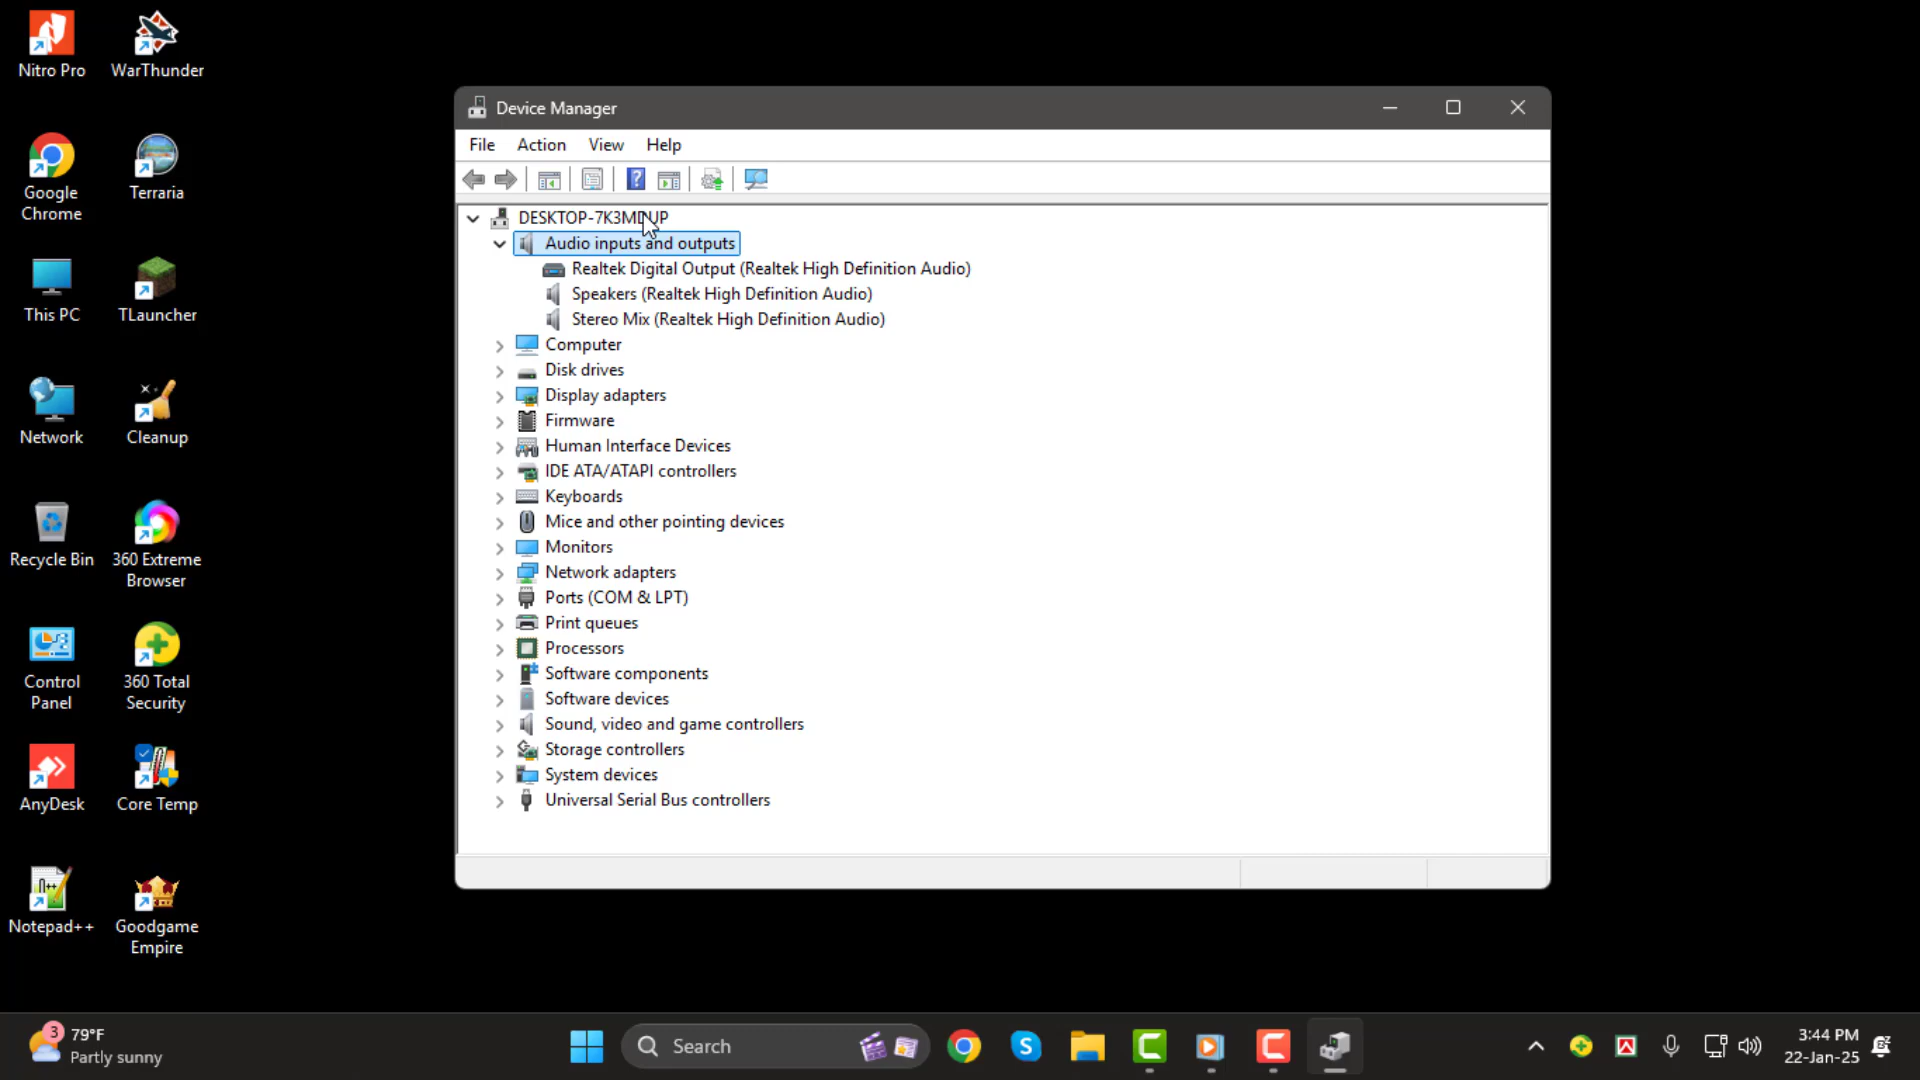 Nitro Pro
WarThunder
Google
Chrome
Terraria
This PC
TLauncher
Network
Cleanup
Recycle Bin
360 Extreme
Browser
Control
Panel
360 Total
Security
AnyDesk
Core Temp
Notepad++
Goodgame
Empire
Device Manager
File Action View Help
DESKTOP-7K3MDUP
Audio inputs and outputs
Realtek Digital Output (Realtek High Definition Audio)
Speakers (Realtek High Definition Audio)
Stereo Mix (Realtek High Definition Audio)
Computer
Disk drives
Display adapters
Firmware
Human Interface Devices
IDE ATA/ATAPI controllers
Keyboards
Mice and other pointing devices
Monitors
Network adapters
Ports (COM & LPT)
Print queues
Processors
Software components
Software devices
Sound, video and game controllers
Storage controllers
System devices
Universal Serial Bus controllers
3
79°F
Partly sunny
Search
3:44 PM
22-Jan-25